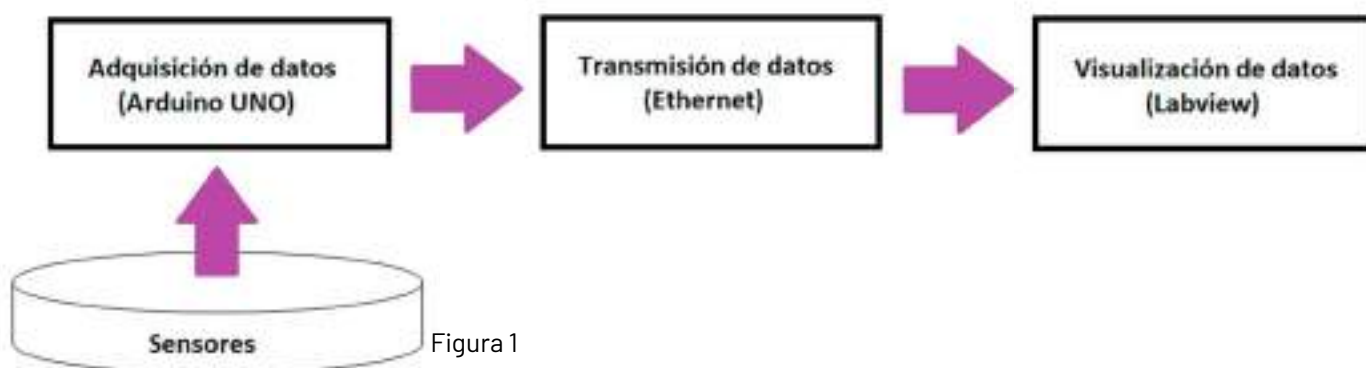 Adquisición de datos
(Arduino UNO)
Transmisión de datos
(Ethernet)
Visualización de datos
(Labview)
Sensores
Figura 1